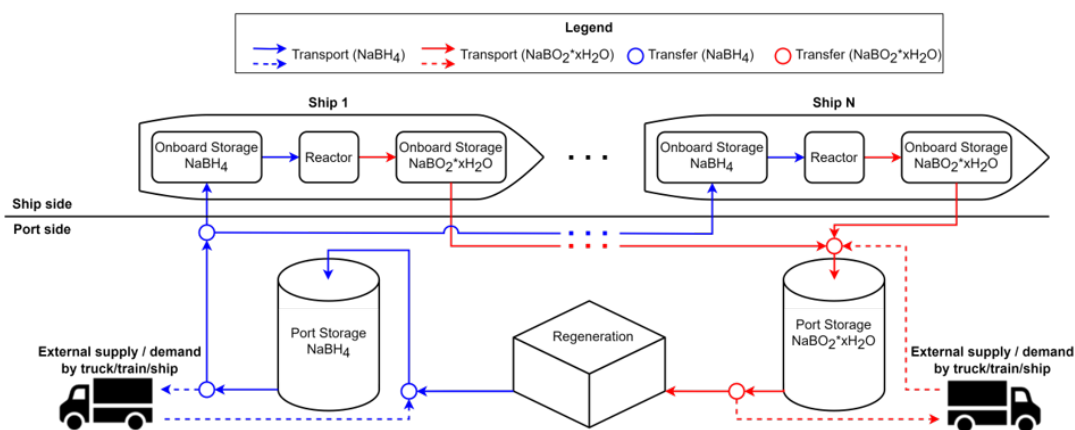 Legend
Transport (NaBH₄)
Transport (NaBO₂*xH₂O)
Transfer (NaBH₄)
Transfer (NaBO₂*xH₂O)
Ship 1
Ship N
Onboard Storage
NaBH₄
Reactor
Onboard Storage
NaBO₂*xH₂O
Onboard Storage
NaBH₄
Reactor
Onboard Storage
NaBO₂*xH₂O
Ship side
Port side
Port Storage
NaBH₄
Regeneration
Port Storage
NaBO₂*xH₂O
External supply / demand
by truck/train/ship
External supply / demand
by truck/train/ship